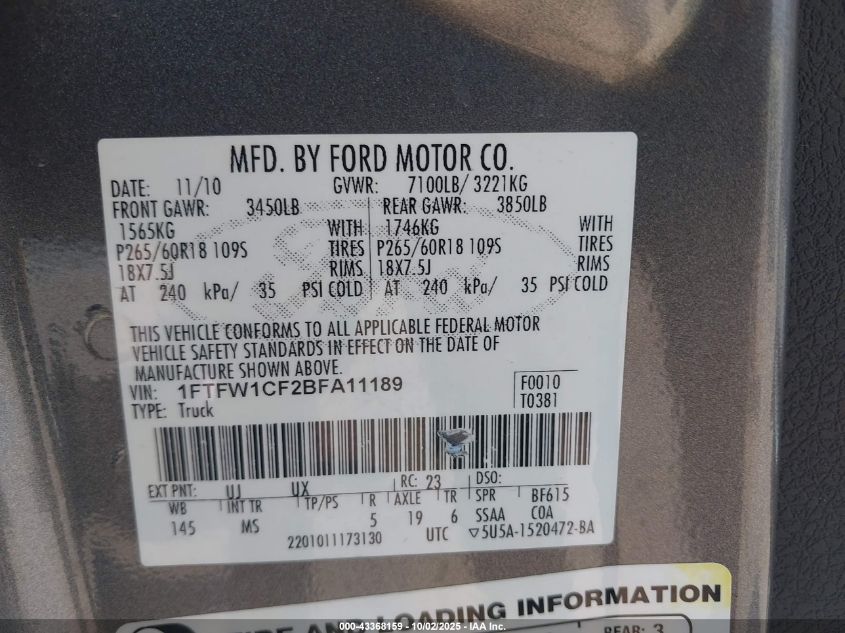 MFD. BY FORD MOTOR CO.
DATE: 11/10 GVWR: 7100LB/ 3221KG
FRONT GAWR: 3450LB REAR GAWR: 3850LB
1565KG WITH 1746KG WITH
P265/60R18 109S TIRES P265/60R18 109S TIRES
18X7.5J RIMS 18X7.5J RIMS
AT 240 kPa/ 35 PSI COLD AT 240 kPa/ 35 PSI COLD
THIS VEHICLE CONFORMS TO ALL APPLICABLE FEDERAL MOTOR
VEHICLE SAFETY STANDARDS IN EFFECT ON THE DATE OF
MANUFACTURE SHOWN ABOVE.
VIN: 1FTFW1CF2BFA11189 F0010
TYPE: Truck T0381
EXT PNT: UJ UX RC: 23 DSO:
WB INT TR TP/PS R AXLE TR SPR BF615
145 MS 5 19 6 SSAA COA
2201011173130 UTC ▽5U5A-1520472-BA
TIRE AND LOADING INFORMATION
REAR: 3
000-43368159 - 10/02/2025 - IAAI.com